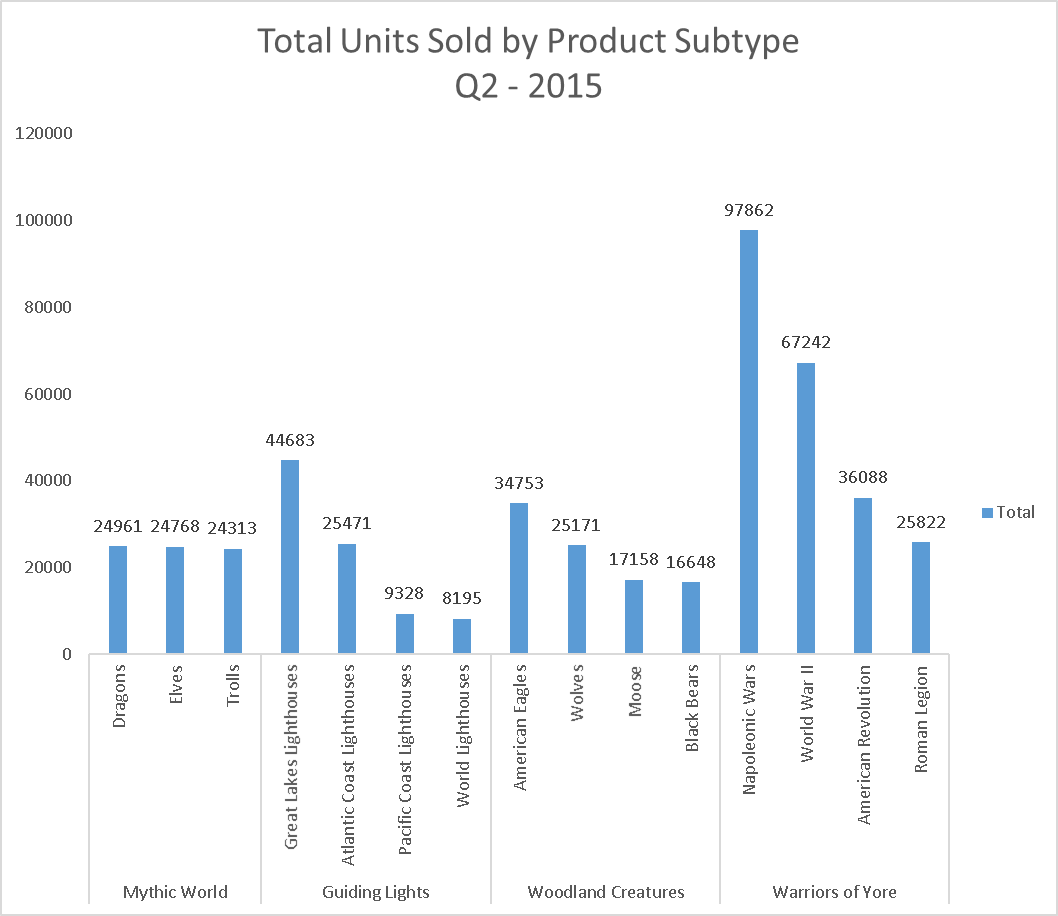 Total Units Sold by Product Subtype
Q2 - 2015
120000
100000
80000
60000
40000
20000
0
24961
24768
24313
44683
25471
9328
8195
34753
25171
17158
16648
97862
67242
36088
25822
Total
Dragons
Elves
Trolls
Great Lakes Lighthouses
Atlantic Coast Lighthouses
Pacific Coast Lighthouses
World Lighthouses
American Eagles
Wolves
Moose
Black Bears
Napoleonic Wars
World War II
American Revolution
Roman Legion
Mythic World
Guiding Lights
Woodland Creatures
Warriors of Yore